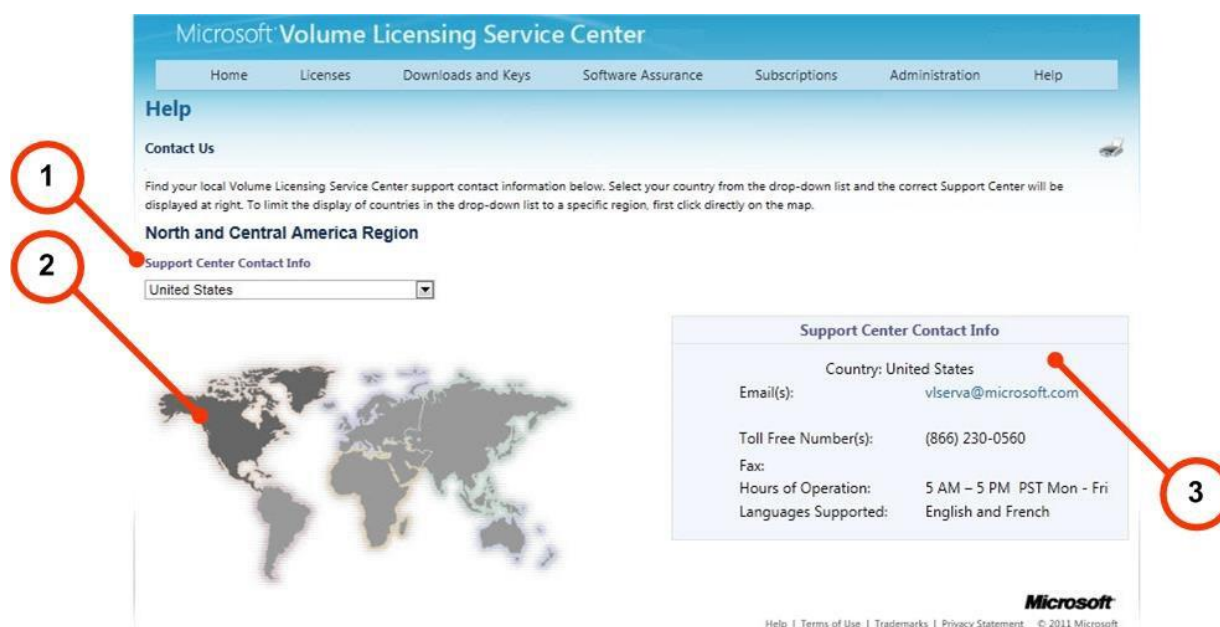 Microsoft Volume Licensing Service Center
Home Licenses Downloads and Keys Software Assurance Subscriptions Administration Help
Help
Contact Us
Find your local Volume Licensing Service Center support contact information below. Select your country from the drop-down list and the correct Support Center will be
displayed at right. To limit the display of countries in the drop-down list to a specific region, first click directly on the map.
1
North and Central America Region
2
Support Center Contact Info
United States
Support Center Contact Info
Country: United States
Email(s): vlserva@microsoft.com
Toll Free Number(s): (866) 230-0560
Fax:
Hours of Operation: 5 AM – 5 PM PST Mon - Fri
3
Languages Supported: English and French
Microsoft
Help | Terms of Use | Trademarks | Privacy Statement © 2011 Microsoft